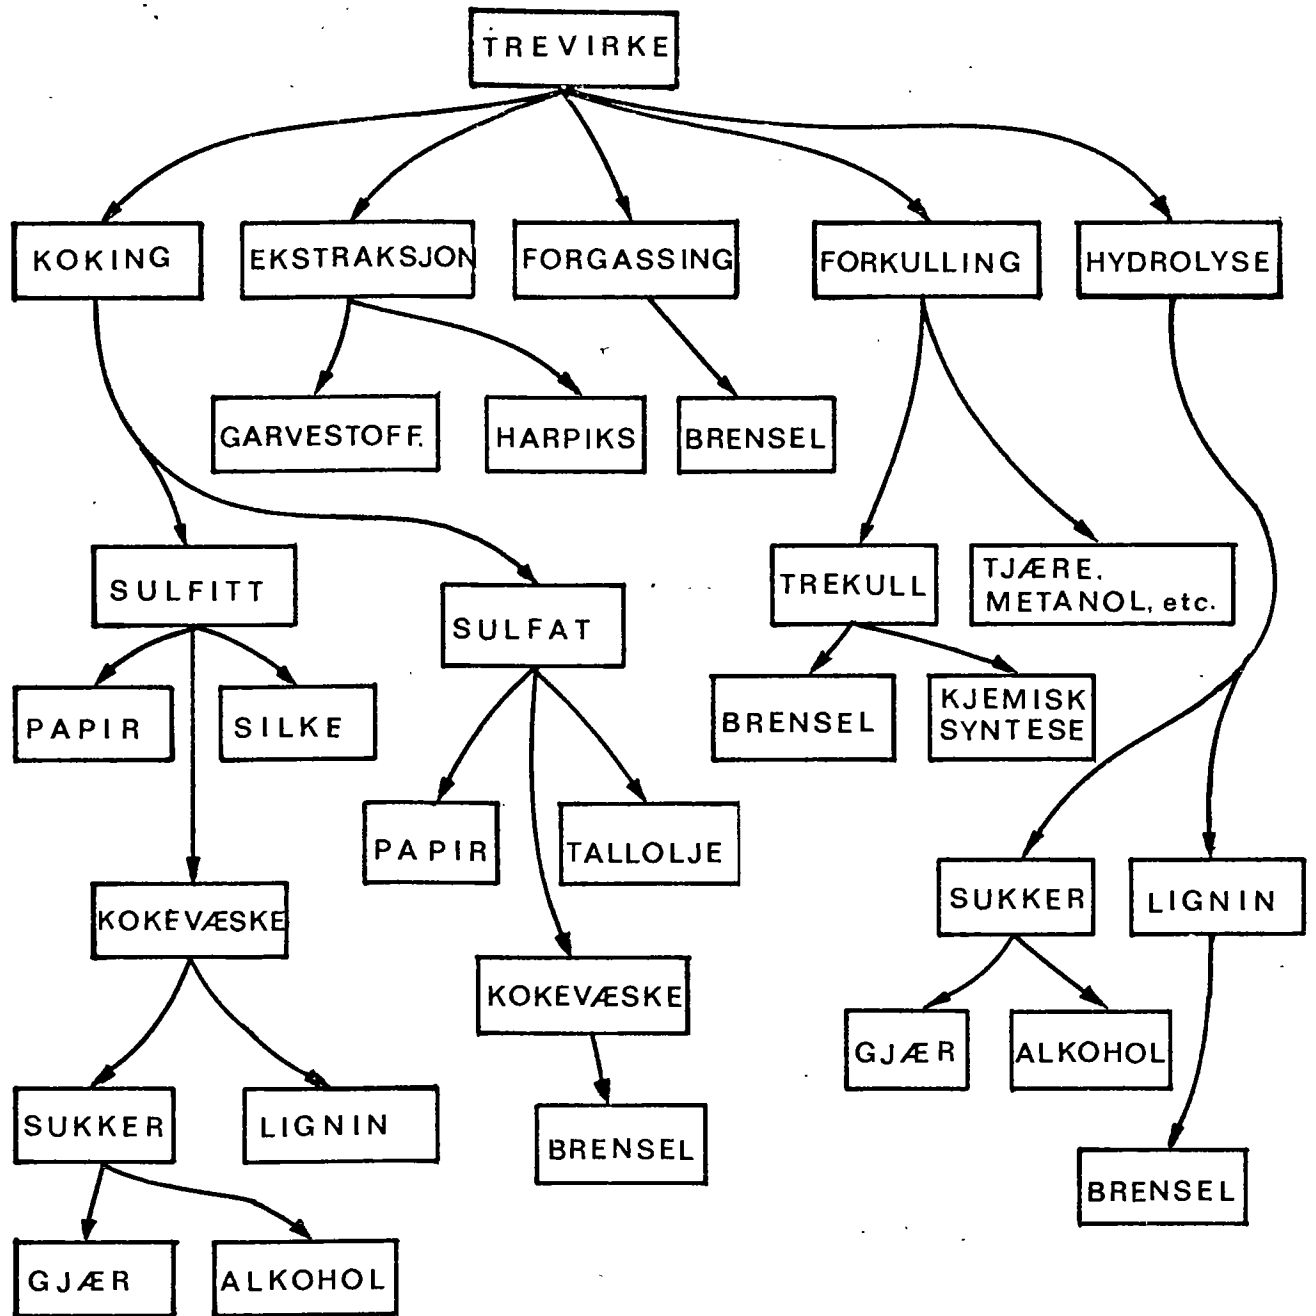 TREVIRKE
KOKING
EKSTRAKSJON
FORGASSING
FORKULLING
HYDROLYSE
GARVESTOFF.
HARPIKS
BRENSEL
SULFITT
SULFAT
TREKULL
TJÆRE.
METANOL, etc.
PAPIR
SILKE
BRENSEL
KJEMISK
SYNTESE
PAPIR
TALLOLJE
KOKEVÆSKE
SUKKER
LIGNIN
KOKEVÆSKE
GJÆR
ALKOHOL
SUKKER
LIGNIN
BRENSEL
BRENSEL
GJÆR
ALKOHOL